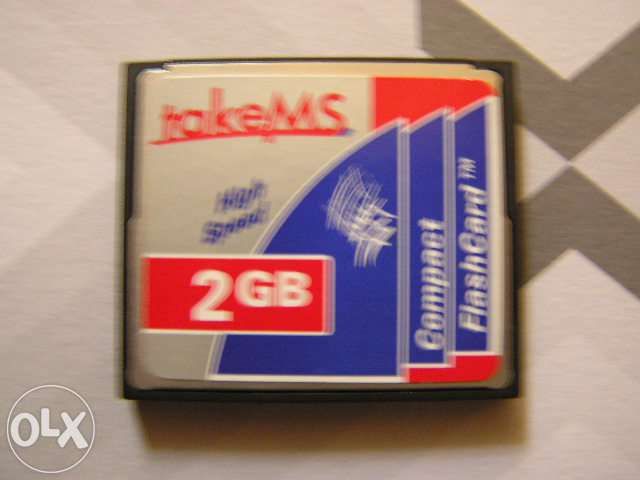 takeMS
High
Speed
2GB
Compact
FlashCard™
OLX